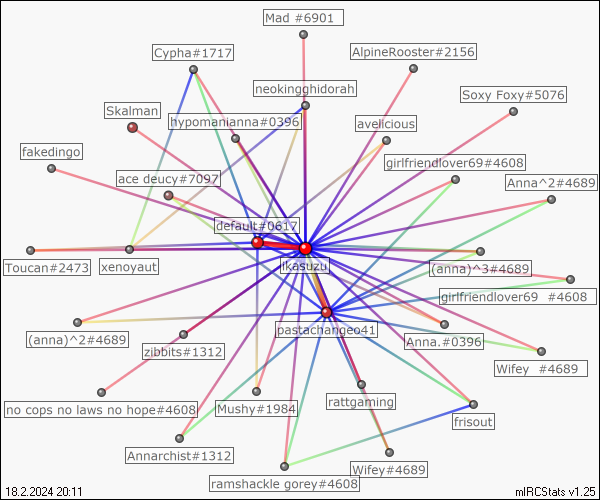 Mad #6901
Cypha#1717
AlpineRooster#2156
neokingghidorah
Soxy Foxy#5076
Skalman
hypomanianna#0396
avelicious
fakedingo
girlfriendlover69#4608
ace deucy#7097
Anna^2#4689
default#0617
Toucan#2473
xenoyaut
ikasuzu
(anna)^3#4689
girlfriendlover69 #4608
pastachangeo41
(anna)^2#4689
zibbits#1312
Anna.#0396
Wifey #4689
no cops no laws no hope#4608
Mushy#1984
rattgaming
frisout
Annarchist#1312
Wifey#4689
ramshackle gorey#4608
18.2.2024 20:11
mIRCStats v1.25